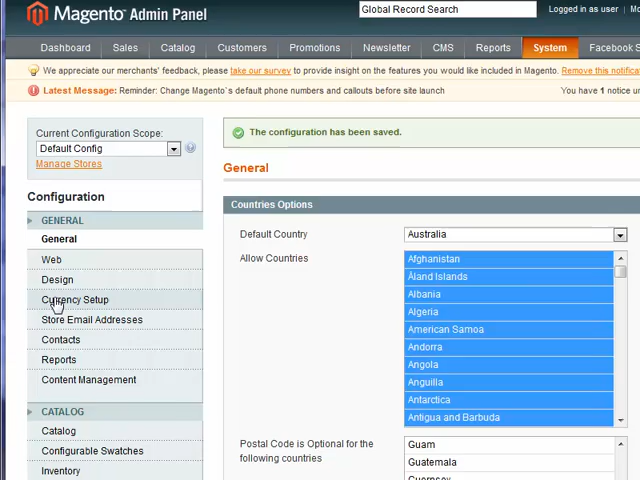 Magento Admin Panel
Global Record Search
Logged in as user
Dashboard Sales Catalog Customers Promotions Newsletter CMS Reports System Facebook
We appreciate our merchants' feedback, please take our survey to provide insight on the features you would like included in Magento. Remove this
Latest Message: Reminder: Change Magento`s default phone numbers and callouts before site launch
You have 1 notice
Current Configuration Scope:
Default Config
Manage Stores
The configuration has been saved.
General
Configuration
GENERAL
General
Web
Design
Currency Setup
Store Email Addresses
Contacts
Reports
Content Management
CATALOG
Catalog
Configurable Swatches
Inventory
Countries Options
Default Country
Australia
Allow Countries
Afghanistan
Åland Islands
Albania
Algeria
American Samoa
Andorra
Angola
Anguilla
Antarctica
Antigua and Barbuda
Postal Code is Optional for the
following countries
Guam
Guatemala
Guernsey